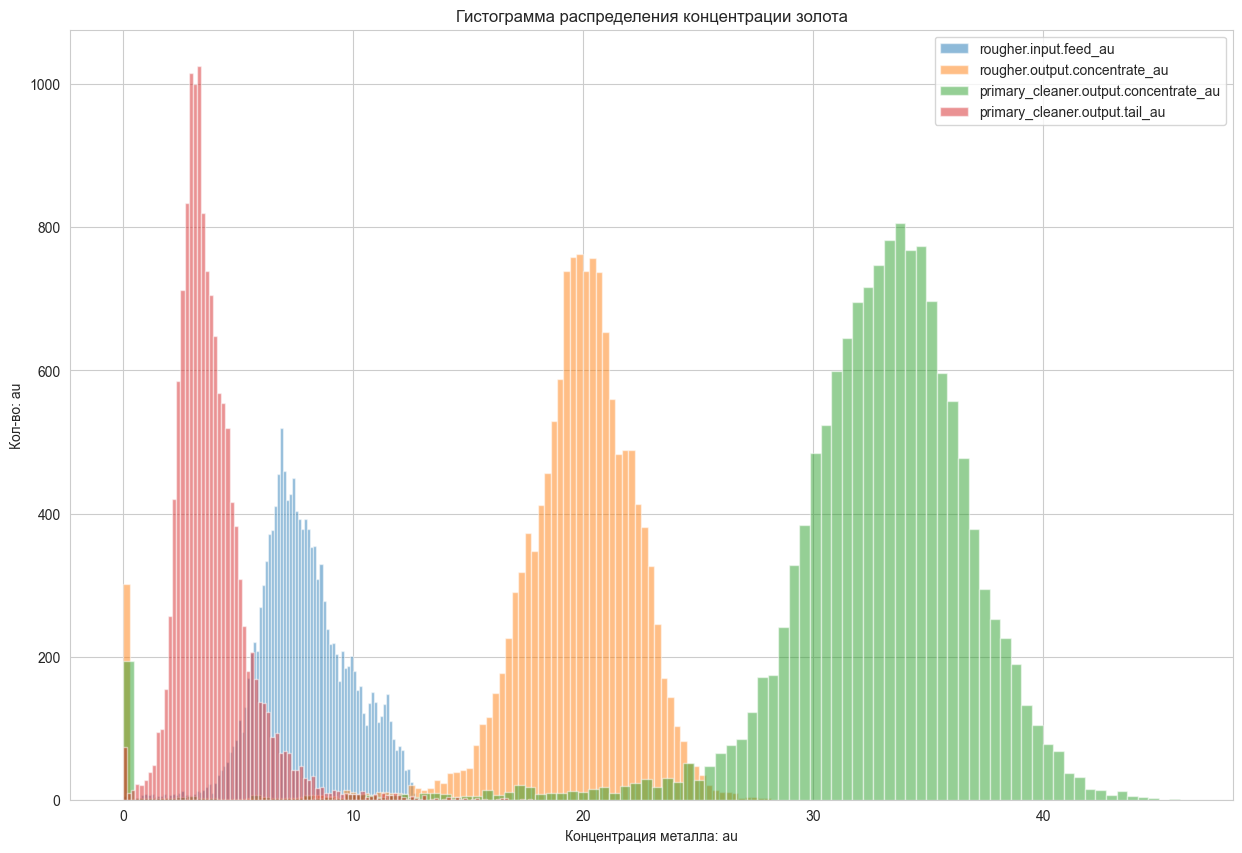 Гистограмма распределения концентрации золота
rougher.input.feed_au
rougher.output.concentrate_au
primary_cleaner.output.concentrate_au
primary_cleaner.output.tail_au
Кол-во: au
1000
800
600
400
200
0
0 10 20 30 40
Концентрация металла: au